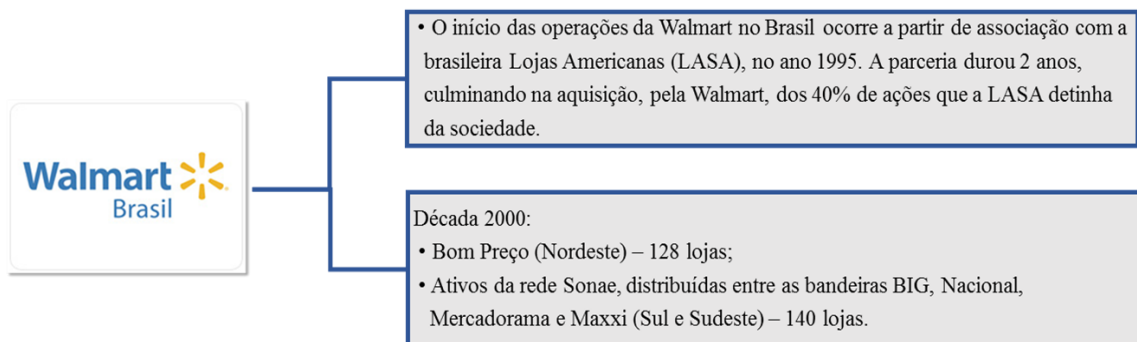 • O início das operações da Walmart no Brasil ocorre a partir de associação com a
brasileira Lojas Americanas (LASA), no ano 1995. A parceria durou 2 anos,
culminando na aquisição, pela Walmart, dos 40% de ações que a LASA detinha
da sociedade.
Walmart
Brasil
Década 2000:
• Bom Preço (Nordeste) – 128 lojas;
• Ativos da rede Sonae, distribuídas entre as bandeiras BIG, Nacional,
Mercadorama e Maxxi (Sul e Sudeste) – 140 lojas.